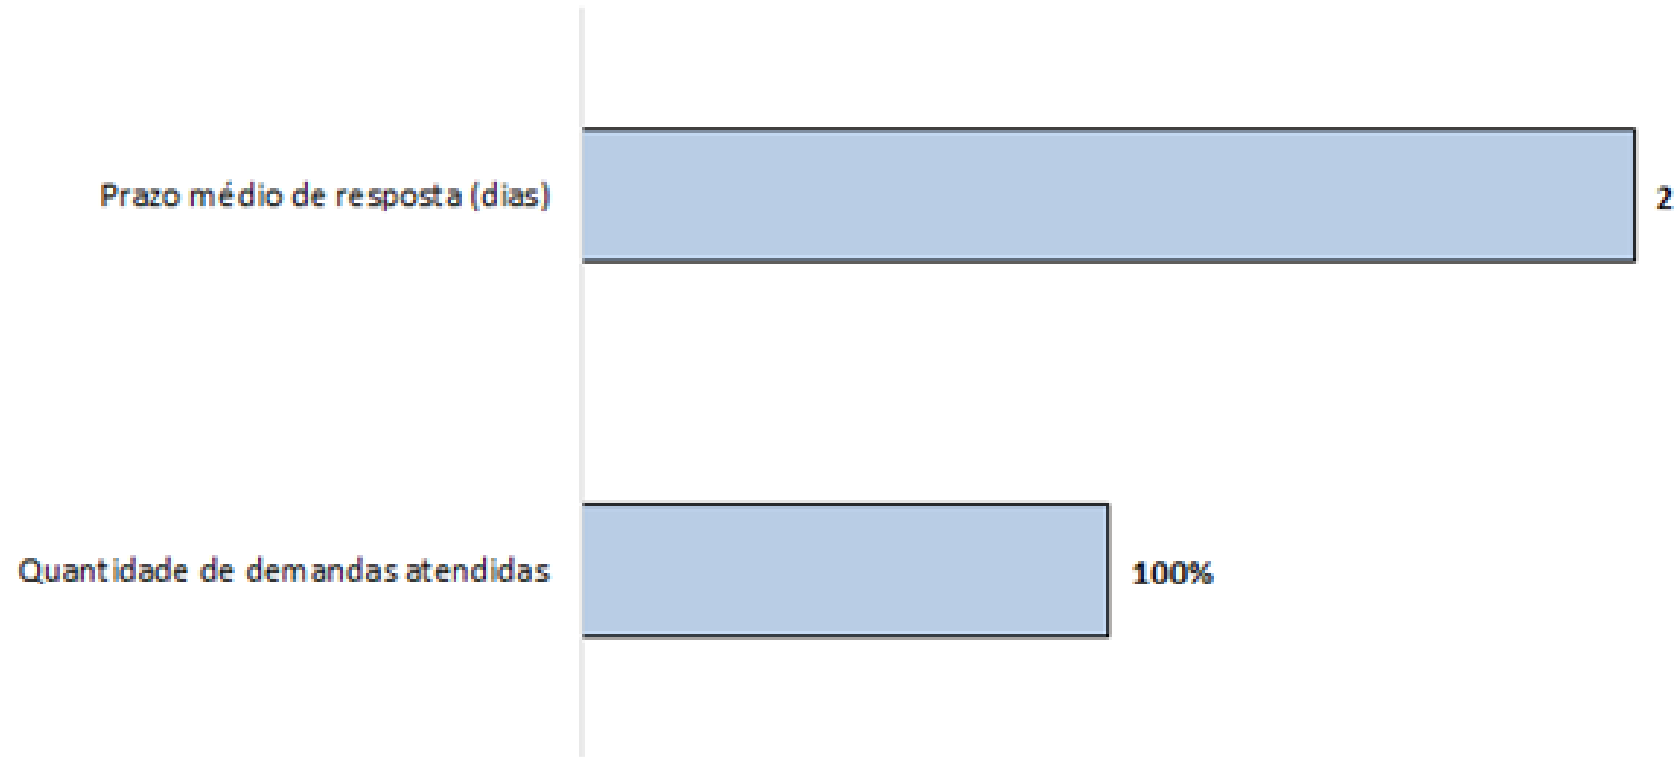 Prazo médio de resposta (dias) 2
Quantidade de demandas atendidas 100%